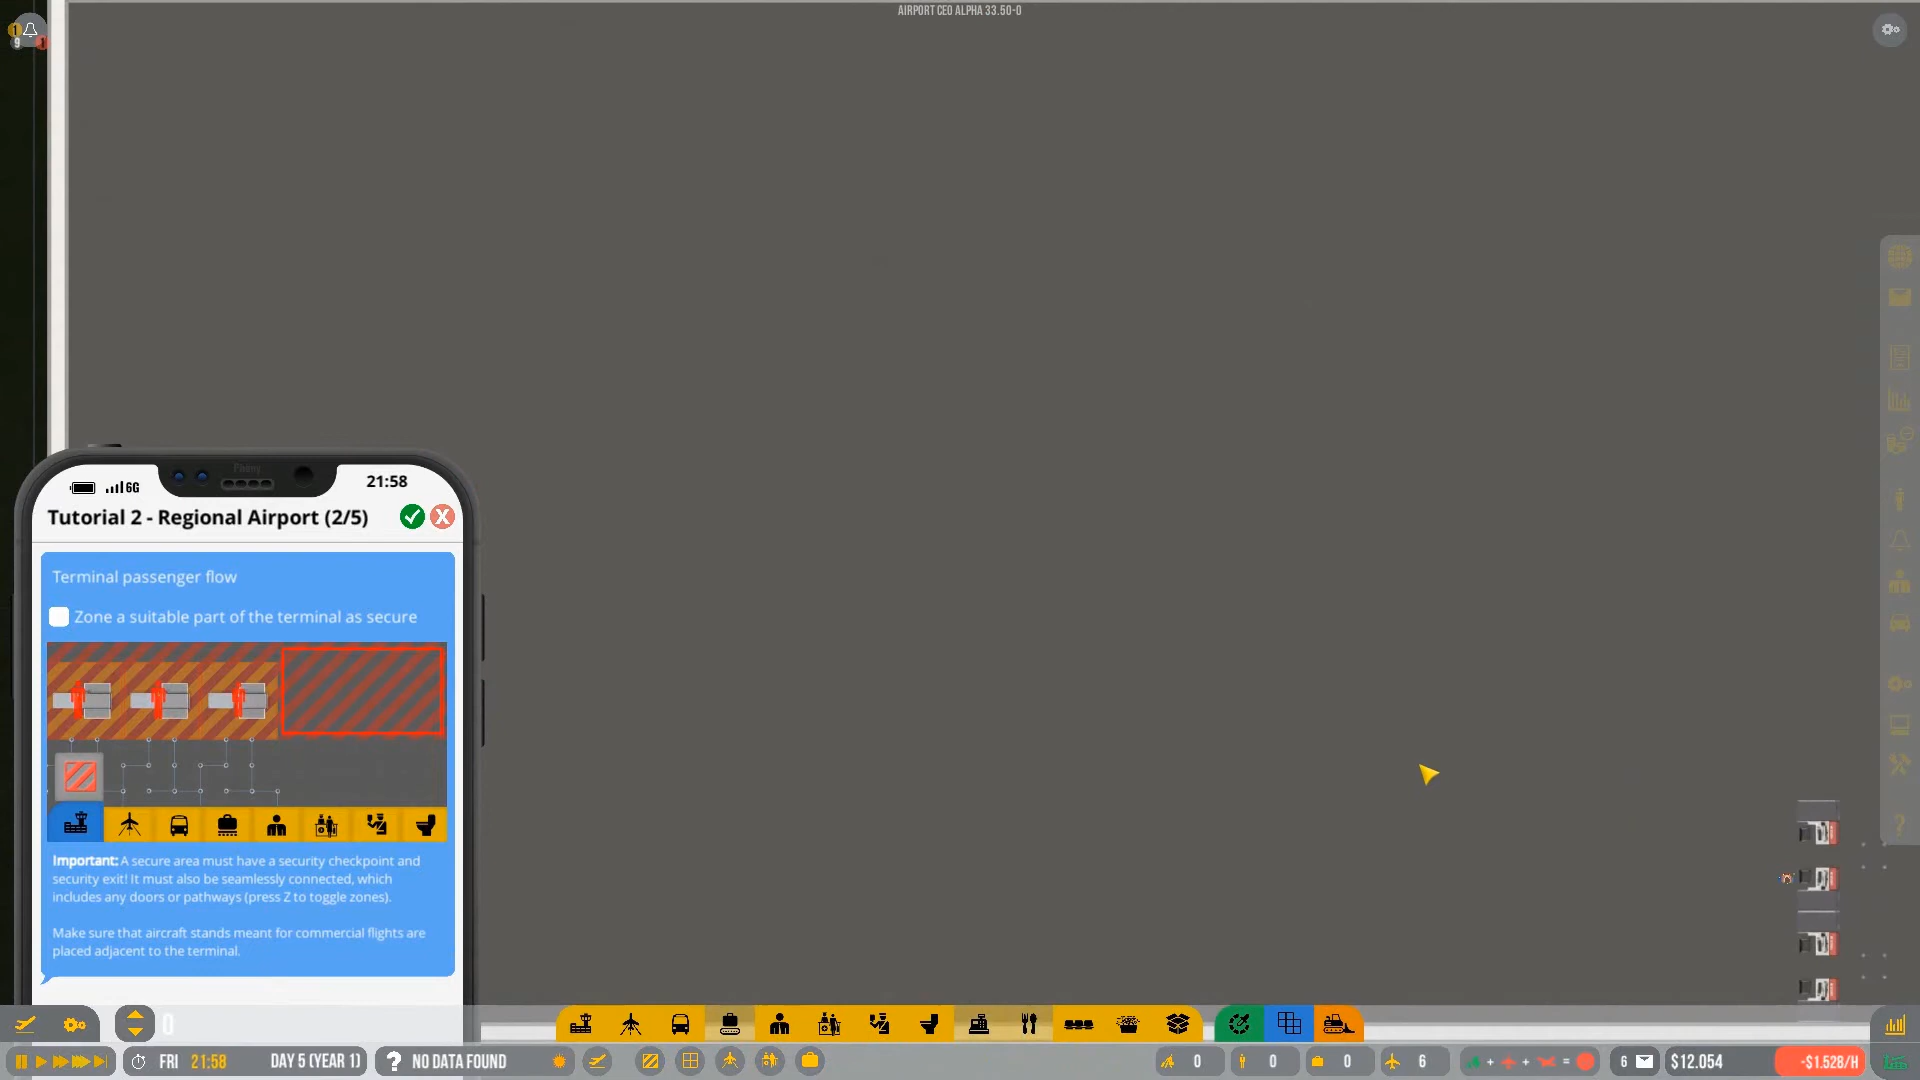 AIRPORT CEO ALPHA 33.50-0
1
9
Phony
6G
21:58
Tutorial 2 - Regional Airport (2/5)
Terminal passenger flow
Zone a suitable part of the terminal as secure
Important: A secure area must have a security checkpoint and
security exit! It must also be seamlessly connected, which
includes any doors or pathways (press Z to toggle zones).
Make sure that aircraft stands meant for commercial flights are
placed adjacent to the terminal.
0
FRI 21:58 DAY 5 (YEAR 1) ? NO DATA FOUND
0 0 0 6 + + = 6 $12.054 -$1.528/H